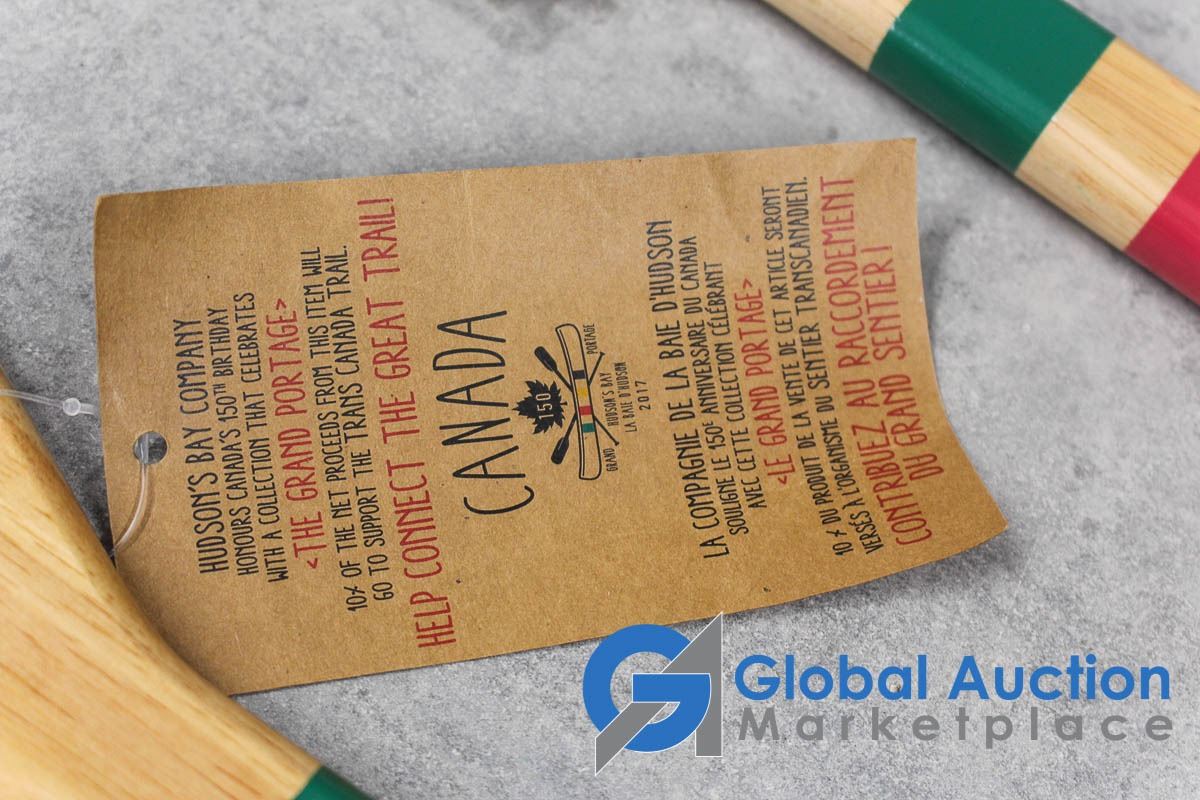 HUDSON'S BAY COMPANY
HONOURS CANADA'S 150TH BIRTHDAY
WITH A COLLECTION THAT CELEBRATES
<THE GRAND PORTAGE>
10% OF THE NET PROCEEDS FROM THIS ITEM WILL
GO TO SUPPORT THE TRANS CANADA TRAIL.
HELP CONNECT THE GREAT TRAIL!
CANADA
150
GRAND PORTAGE
HUDSON'S BAY
LA BAIE D'HUDSON
2017
LA COMPAGNIE DE LA BAIE D'HUDSON
SOULIGNE LE 150E ANNIVERSAIRE DU CANADA
AVEC CETTE COLLECTION CÉLÉBRANT
<LE GRAND PORTAGE>
10 % DU PRODUIT DE LA VENTE DE CET ARTICLE SERONT
VERSÉS À L'ORGANISME DU SENTIER TRANSCANADIEN.
CONTRIBUEZ AU RACCORDEMENT
DU GRAND SENTIER!
GA
Global Auction
Marketplace